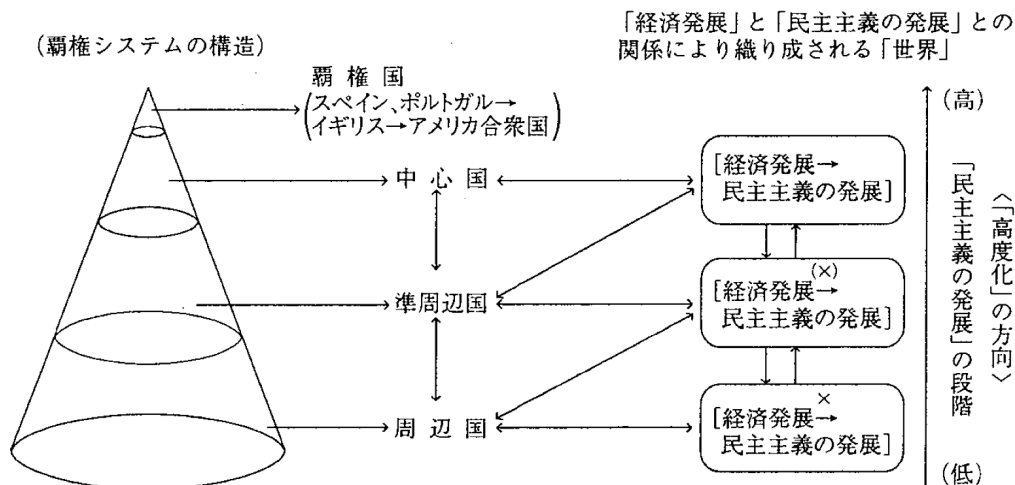 「経済発展」と「民主主義の発展」との
関係により織り成される「世界」
(覇権システムの構造)
覇権国
(スペイン、ポルトガル→
イギリス→アメリカ合衆国)
中心国
準周辺国
周辺国
[経済発展→
民主主義の発展]
(×)
[経済発展→
民主主義の発展]
×
[経済発展→
民主主義の発展]
(高)
〈「高度化」の方向〉
「民主主義の発展」の段階
(低)